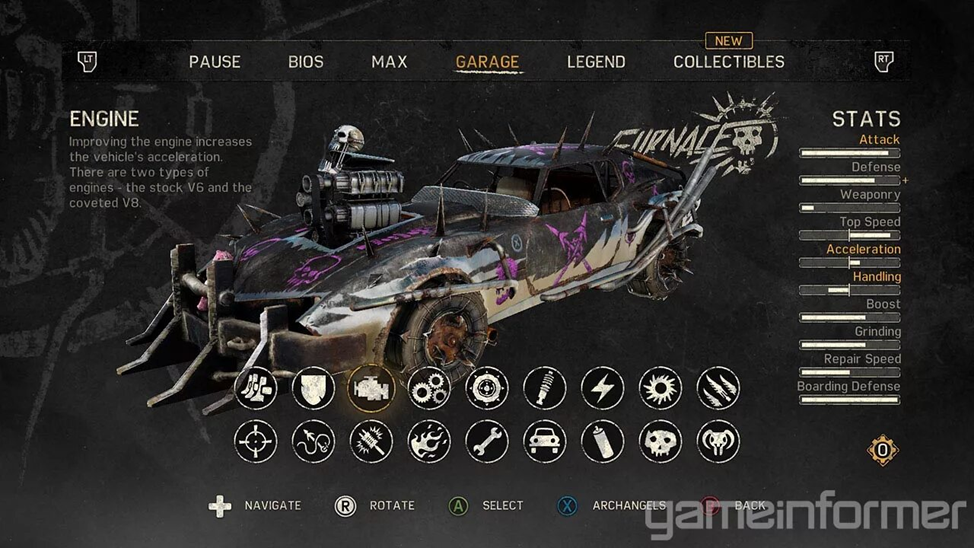 NEW
LT
PAUSE BIOS MAX GARAGE LEGEND COLLECTIBLES
RT
ENGINE
Improving the engine increases
the vehicle's acceleration.
There are two types of
engines - the stock V6 and the
coveted V8.
FURNACE
STATS
Attack
Defense
+
Weaponry
Top Speed
Acceleration
Handling
Boost
Grinding
Repair Speed
Boarding Defense
0
NAVIGATE R ROTATE A SELECT X ARCHANGELS BACK
gameinformer